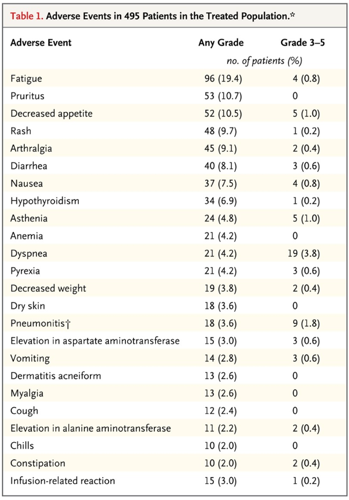 Table 1. Adverse Events in 495 Patients in the Treated Population.*
Adverse Event Any Grade Grade 3–5
no. of patients (%)
Fatigue 96 (19.4) 4 (0.8)
Pruritus 53 (10.7) 0
Decreased appetite 52 (10.5) 5 (1.0)
Rash 48 (9.7) 1 (0.2)
Arthralgia 45 (9.1) 2 (0.4)
Diarrhea 40 (8.1) 3 (0.6)
Nausea 37 (7.5) 4 (0.8)
Hypothyroidism 34 (6.9) 1 (0.2)
Asthenia 24 (4.8) 5 (1.0)
Anemia 21 (4.2) 0
Dyspnea 21 (4.2) 19 (3.8)
Pyrexia 21 (4.2) 3 (0.6)
Decreased weight 19 (3.8) 2 (0.4)
Dry skin 18 (3.6) 0
Pneumonitis† 18 (3.6) 9 (1.8)
Elevation in aspartate aminotransferase 15 (3.0) 3 (0.6)
Vomiting 14 (2.8) 3 (0.6)
Dermatitis acneiform 13 (2.6) 0
Myalgia 13 (2.6) 0
Cough 12 (2.4) 0
Elevation in alanine aminotransferase 11 (2.2) 2 (0.4)
Chills 10 (2.0) 0
Constipation 10 (2.0) 2 (0.4)
Infusion-related reaction 15 (3.0) 1 (0.2)